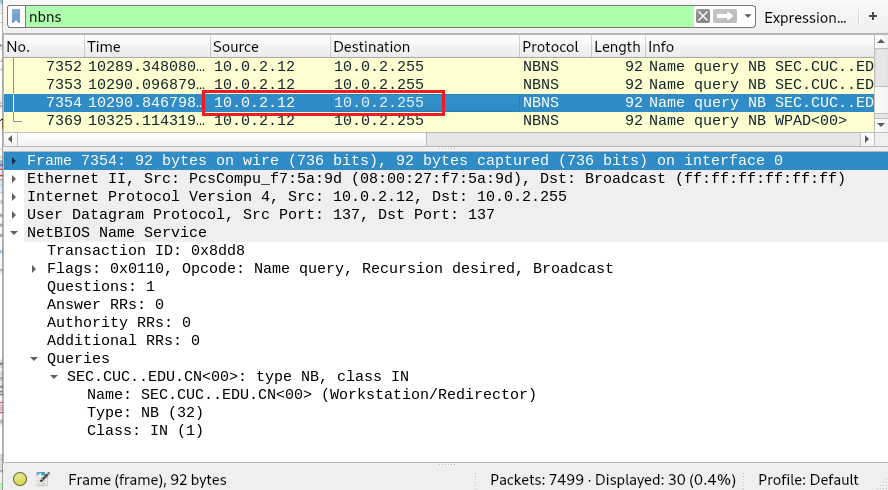 nbns
Expression…
+
No. Time Source Destination Protocol Length Info
7352 10289.348080… 10.0.2.12 10.0.2.255 NBNS 92 Name query NB SEC.CUC..ED
7353 10290.096879… 10.0.2.12 10.0.2.255 NBNS 92 Name query NB SEC.CUC..ED
7354 10290.846798… 10.0.2.12 10.0.2.255 NBNS 92 Name query NB SEC.CUC..ED
7369 10325.114319… 10.0.2.12 10.0.2.255 NBNS 92 Name query NB WPAD<00>
Frame 7354: 92 bytes on wire (736 bits), 92 bytes captured (736 bits) on interface 0
Ethernet II, Src: PcsCompu_f7:5a:9d (08:00:27:f7:5a:9d), Dst: Broadcast (ff:ff:ff:ff:ff:ff)
Internet Protocol Version 4, Src: 10.0.2.12, Dst: 10.0.2.255
User Datagram Protocol, Src Port: 137, Dst Port: 137
NetBIOS Name Service
Transaction ID: 0x8dd8
Flags: 0x0110, Opcode: Name query, Recursion desired, Broadcast
Questions: 1
Answer RRs: 0
Authority RRs: 0
Additional RRs: 0
Queries
SEC.CUC..EDU.CN<00>: type NB, class IN
Name: SEC.CUC..EDU.CN<00> (Workstation/Redirector)
Type: NB (32)
Class: IN (1)
Frame (frame), 92 bytes Packets: 7499 · Displayed: 30 (0.4%) Profile: Default